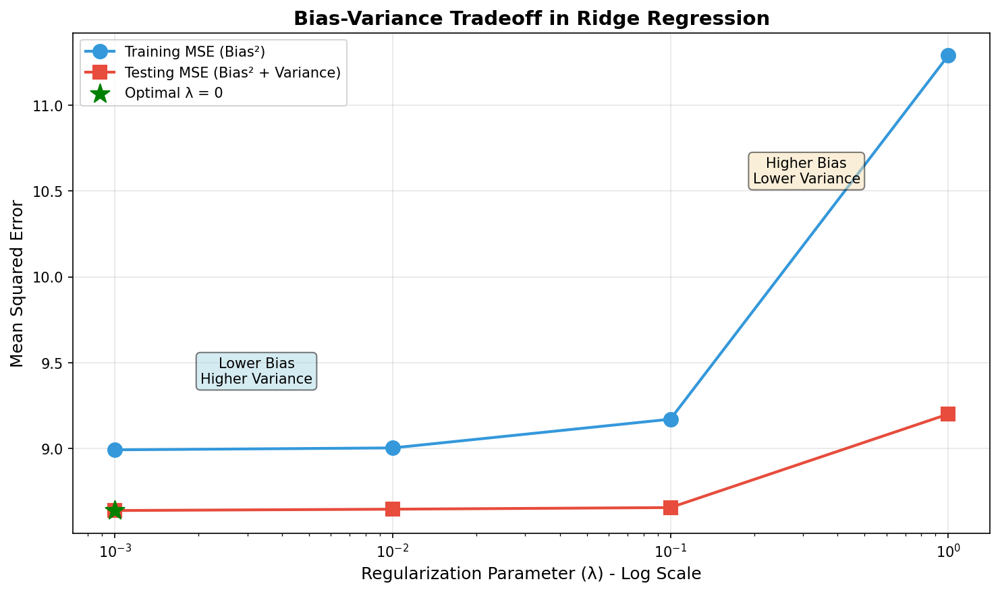 Bias-Variance Tradeoff in Ridge Regression
Training MSE (Bias²)
Testing MSE (Bias² + Variance)
Optimal λ = 0
11.0
10.5
10.0
9.5
9.0
Mean Squared Error
Higher Bias
Lower Variance
Lower Bias
Higher Variance
10⁻³
10⁻²
10⁻¹
10⁰
Regularization Parameter (λ) - Log Scale